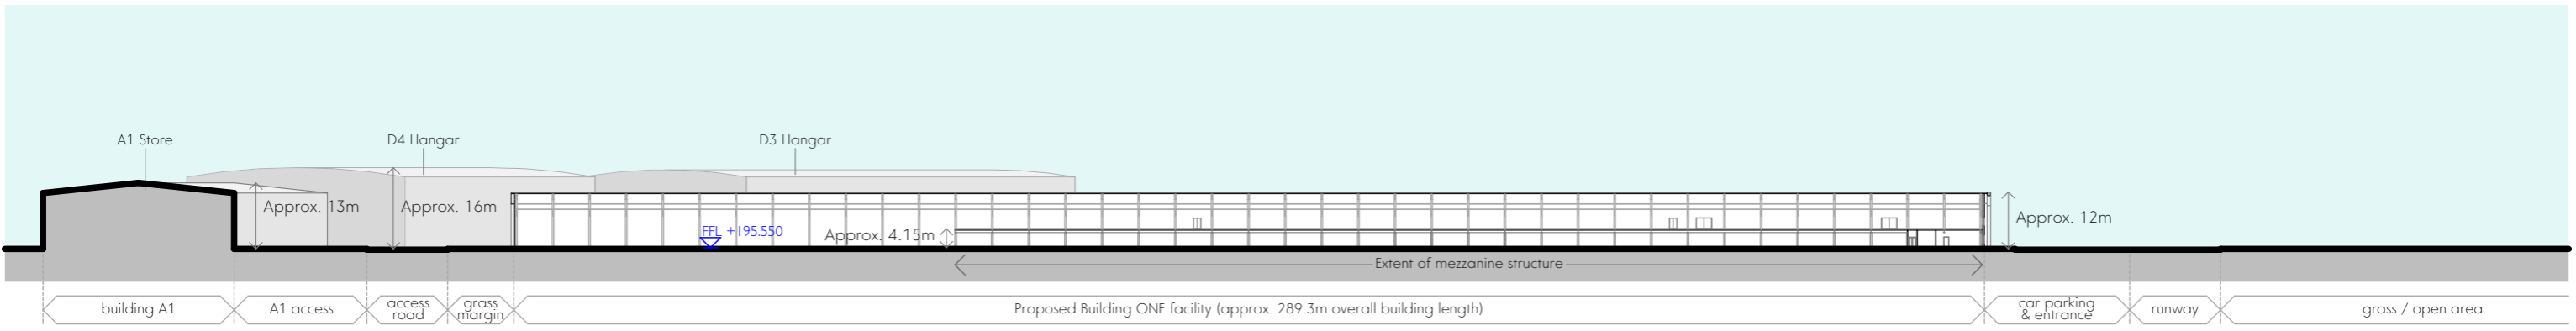 A1 Store
D4 Hangar
D3 Hangar
Approx. 13m
Approx. 16m
FFL +195.550
Approx. 4.15m
Approx. 12m
Extent of mezzanine structure
building A1
A1 access
access
road
grass
margin
Proposed Building ONE facility (approx. 289.3m overall building length)
car parking
& entrance
runway
grass / open area